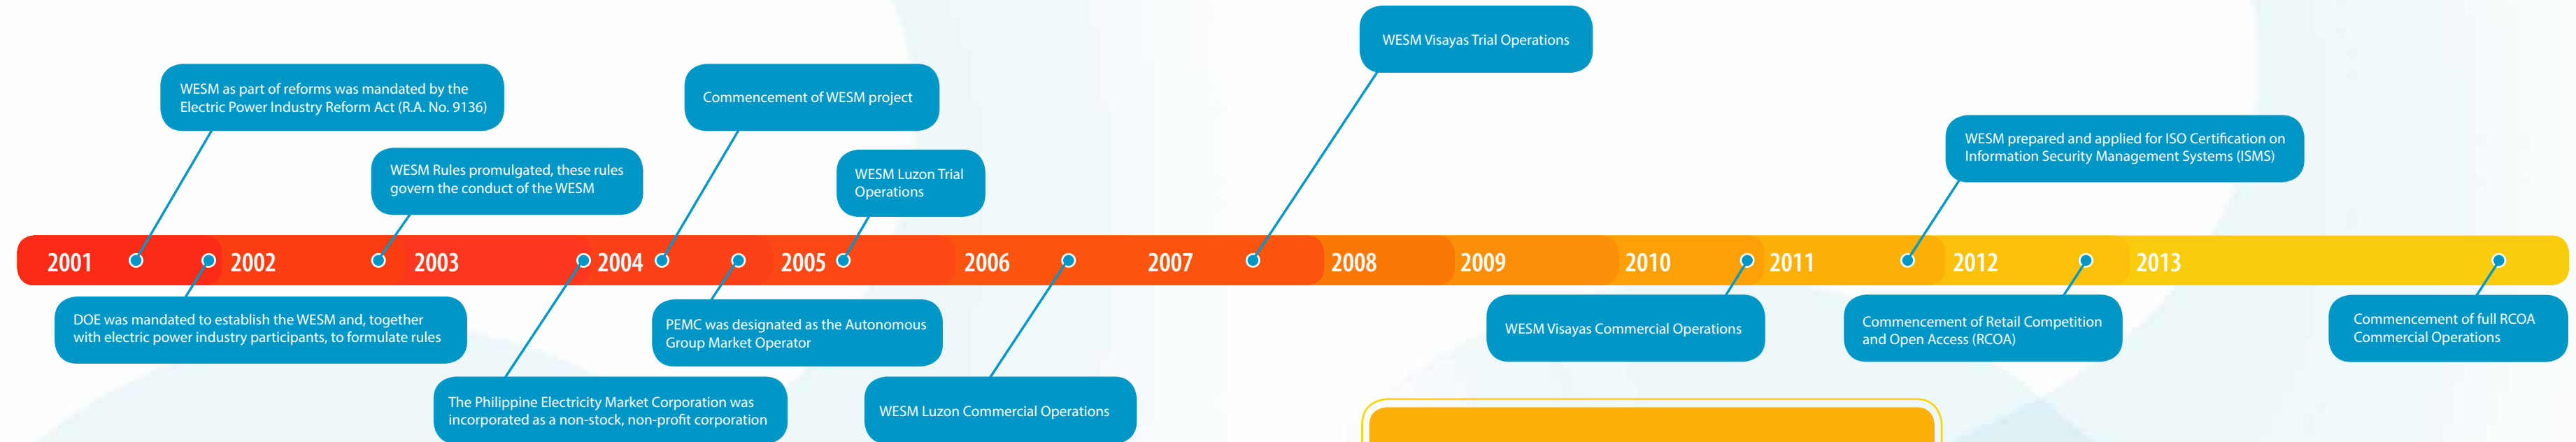 WESM Visayas Trial Operations
WESM as part of reforms was mandated by the
Electric Power Industry Reform Act (R.A. No. 9136)
Commencement of WESM project
WESM prepared and applied for ISO Certification on
Information Security Management Systems (ISMS)
WESM Rules promulgated, these rules
govern the conduct of the WESM
WESM Luzon Trial
Operations
2001
2002
2003
2004
2005
2006
2007
2008
2009
2010
2011
2012
2013
DOE was mandated to establish the WESM and, together
with electric power industry participants, to formulate rules
PEMC was designated as the Autonomous
Group Market Operator
WESM Visayas Commercial Operations
Commencement of Retail Competition
and Open Access (RCOA)
Commencement of full RCOA
Commercial Operations
The Philippine Electricity Market Corporation was
incorporated as a non-stock, non-profit corporation
WESM Luzon Commercial Operations